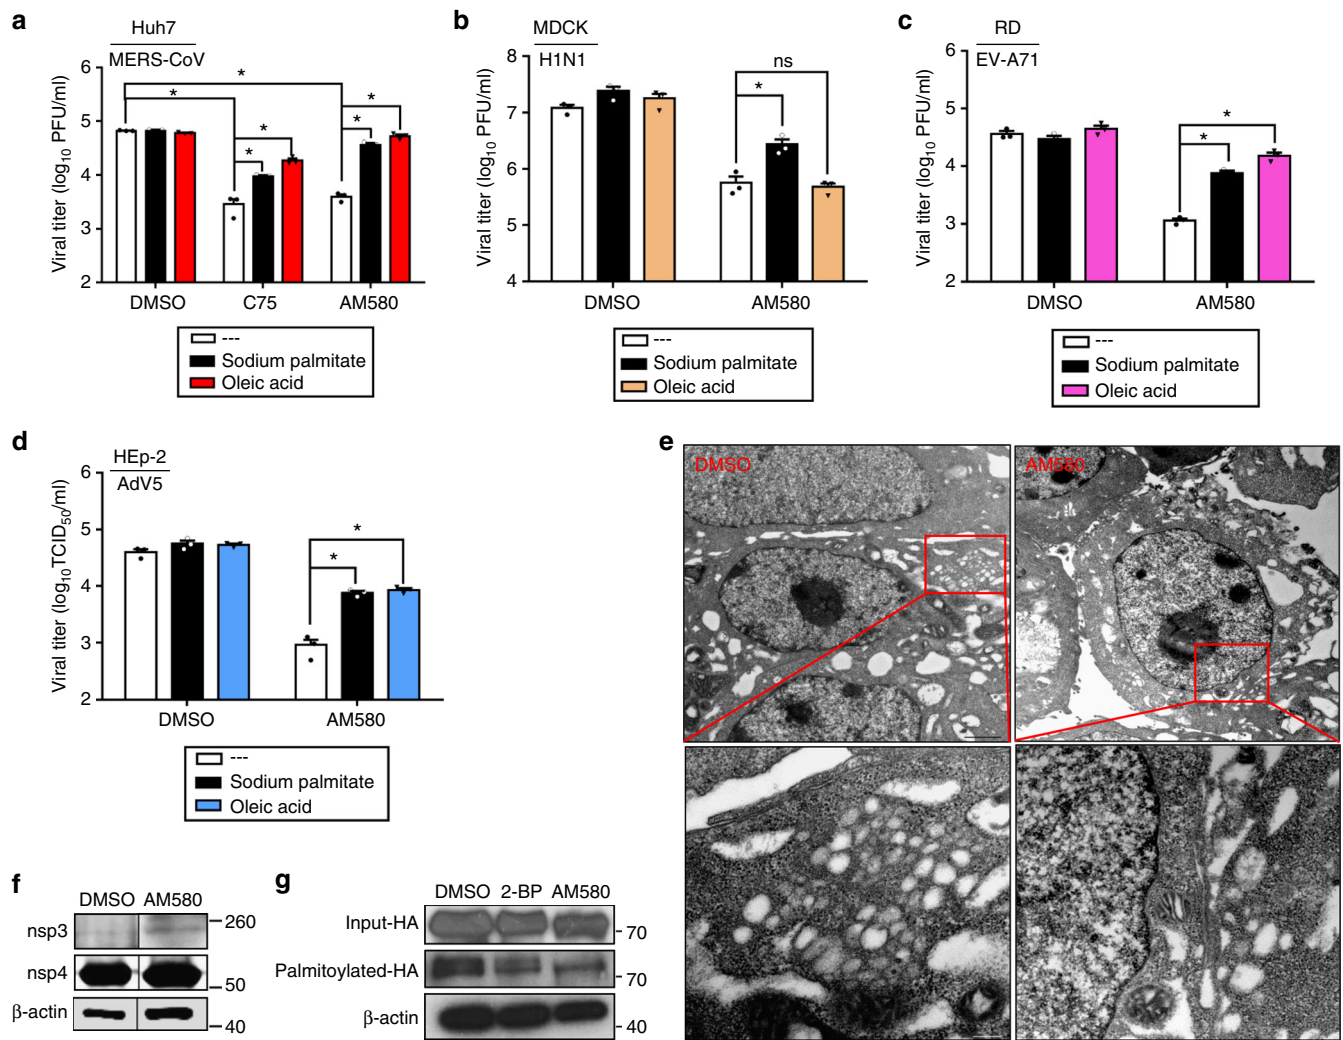 a
Huh7
MERS-CoV
Viral titer (log10 PFU/ml)
6
5
4
3
2
*
*
*
*
*
*
DMSO
C75
AM580
---
Sodium palmitate
Oleic acid
b
MDCK
H1N1
Viral titer (log10 PFU/ml)
8
7
6
5
4
ns
*
DMSO
AM580
---
Sodium palmitate
Oleic acid
c
RD
EV-A71
Viral titer (log10 PFU/ml)
6
5
4
3
2
*
*
DMSO
AM580
---
Sodium palmitate
Oleic acid
d
HEp-2
AdV5
Viral titer (log10TCID50/ml)
6
5
4
3
2
*
*
DMSO
AM580
---
Sodium palmitate
Oleic acid
e
DMSO
AM580
f
DMSO AM580
nsp3
260
nsp4
50
β-actin
40
g
DMSO 2-BP AM580
Input-HA
70
Palmitoylated-HA
70
β-actin
40